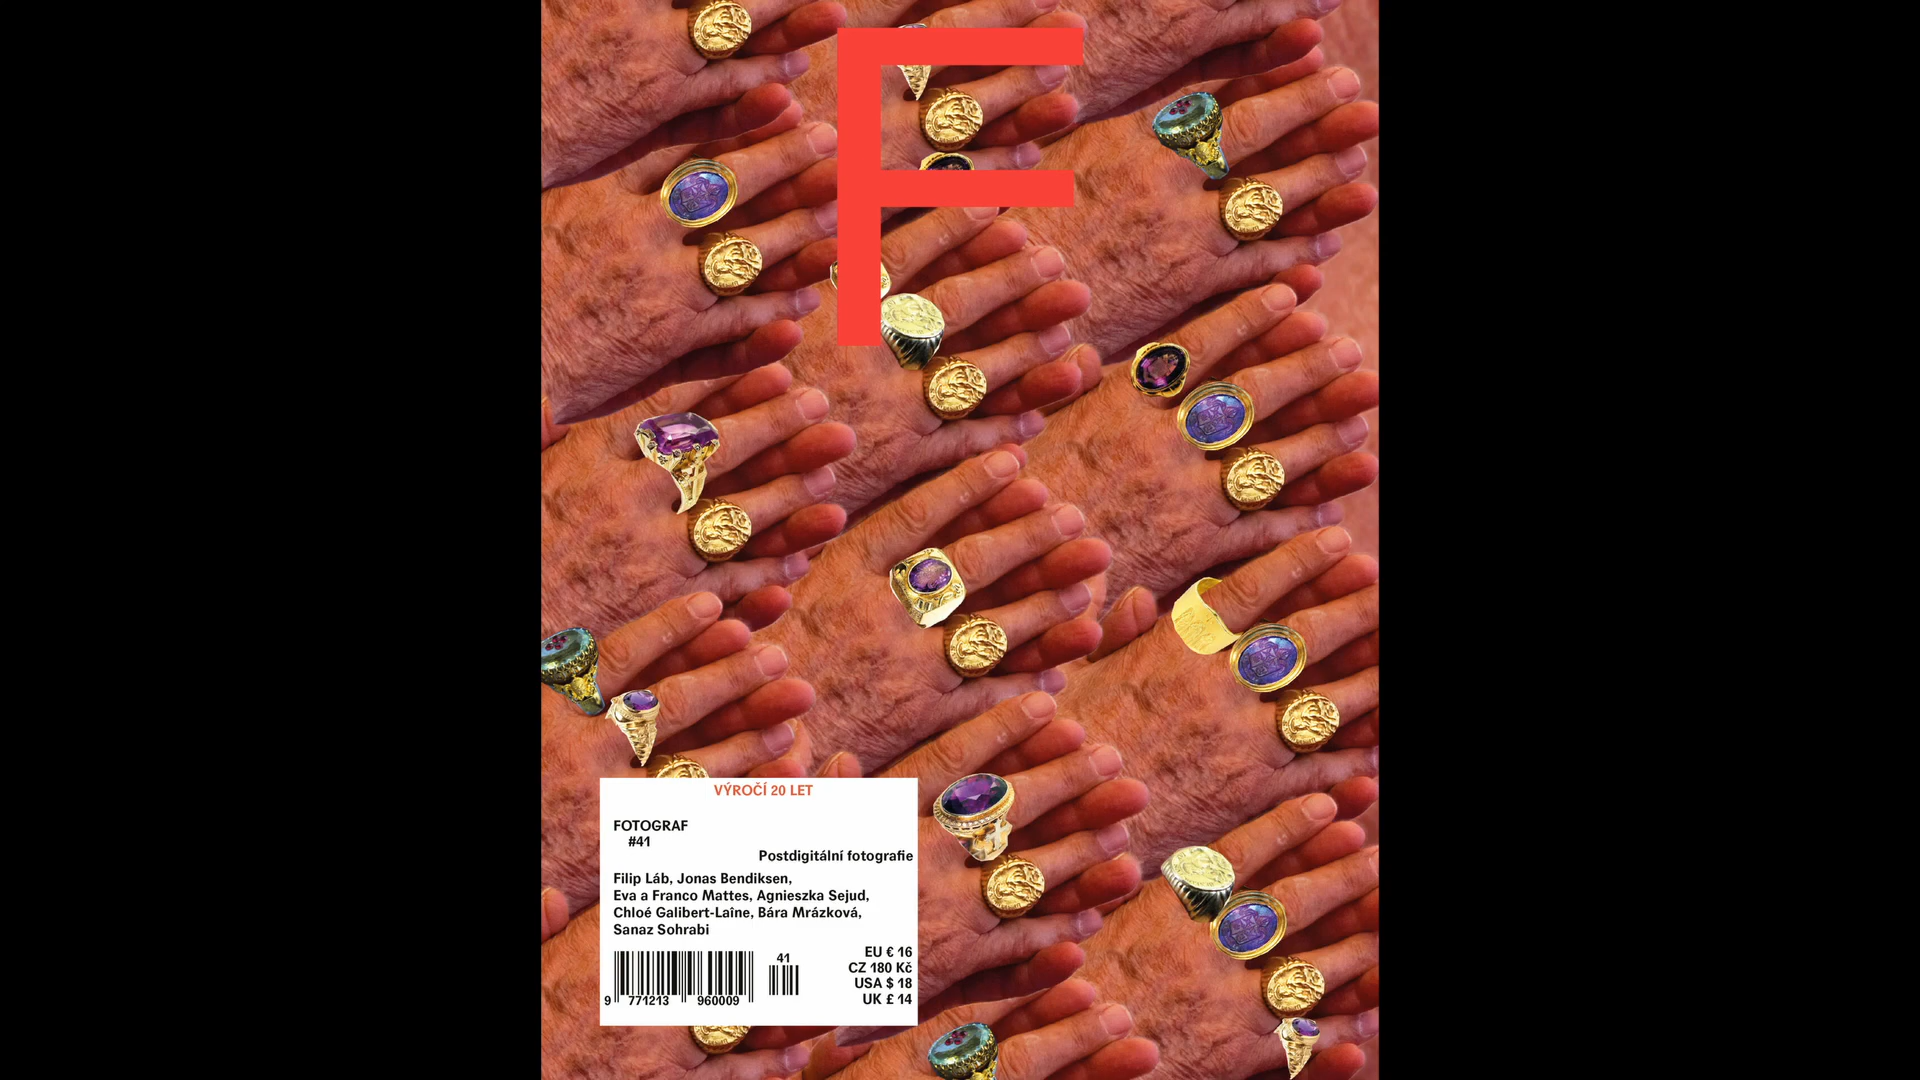 F
VÝROČÍ 20 LET
FOTOGRAF
#41
Postdigitální fotografie
Filip Láb, Jonas Bendiksen,
Eva a Franco Mattes, Agnieszka Sejud,
Chloé Galibert-Laîne, Bára Mrázková,
Sanaz Sohrabi
EU € 16
CZ 180 Kč
USA $ 18
UK £ 14
41
9 771213 960009